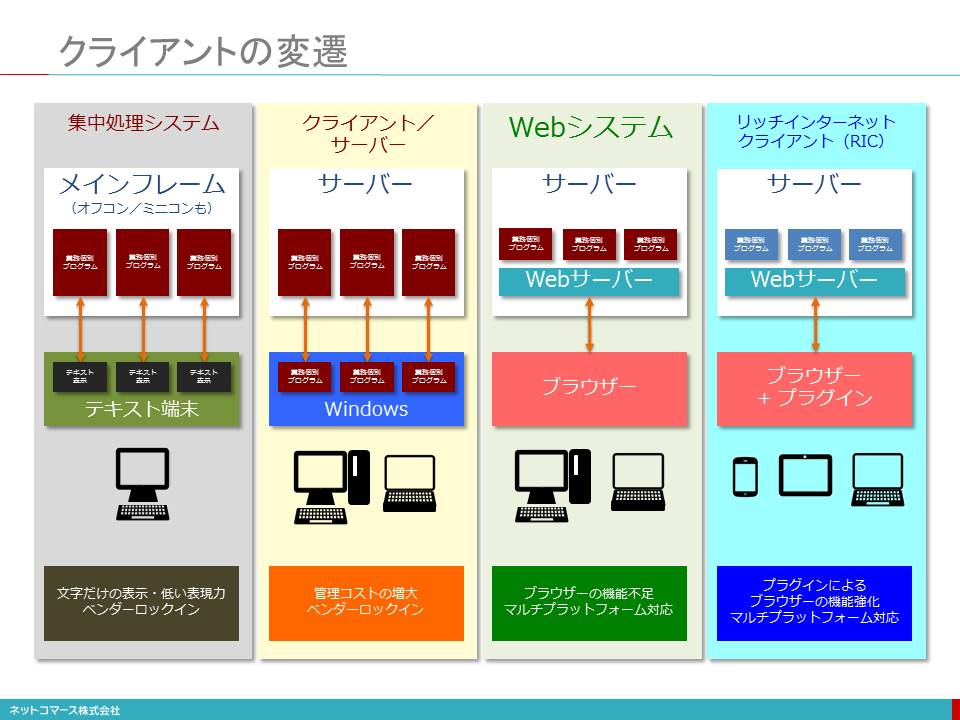 クライアントの変遷
集中処理システム
メインフレーム
（オフコン／ミニコンも）
業務個別
プログラム
業務個別
プログラム
業務個別
プログラム
テキスト
表示
テキスト
表示
テキスト
表示
テキスト端末
文字だけの表示・低い表現力
ベンダーロックイン
クライアント／
サーバー
サーバー
業務個別
プログラム
業務個別
プログラム
業務個別
プログラム
業務個別
プログラム
業務個別
プログラム
業務個別
プログラム
Windows
管理コストの増大
ベンダーロックイン
Webシステム
サーバー
業務個別
プログラム
業務個別
プログラム
業務個別
プログラム
Webサーバー
ブラウザー
ブラウザーの機能不足
マルチプラットフォーム対応
リッチインターネット
クライアント（RIC）
サーバー
業務個別
プログラム
業務個別
プログラム
業務個別
プログラム
Webサーバー
ブラウザー
+ プラグイン
プラグインによる
ブラウザーの機能強化
マルチプラットフォーム対応
ネットコマース株式会社